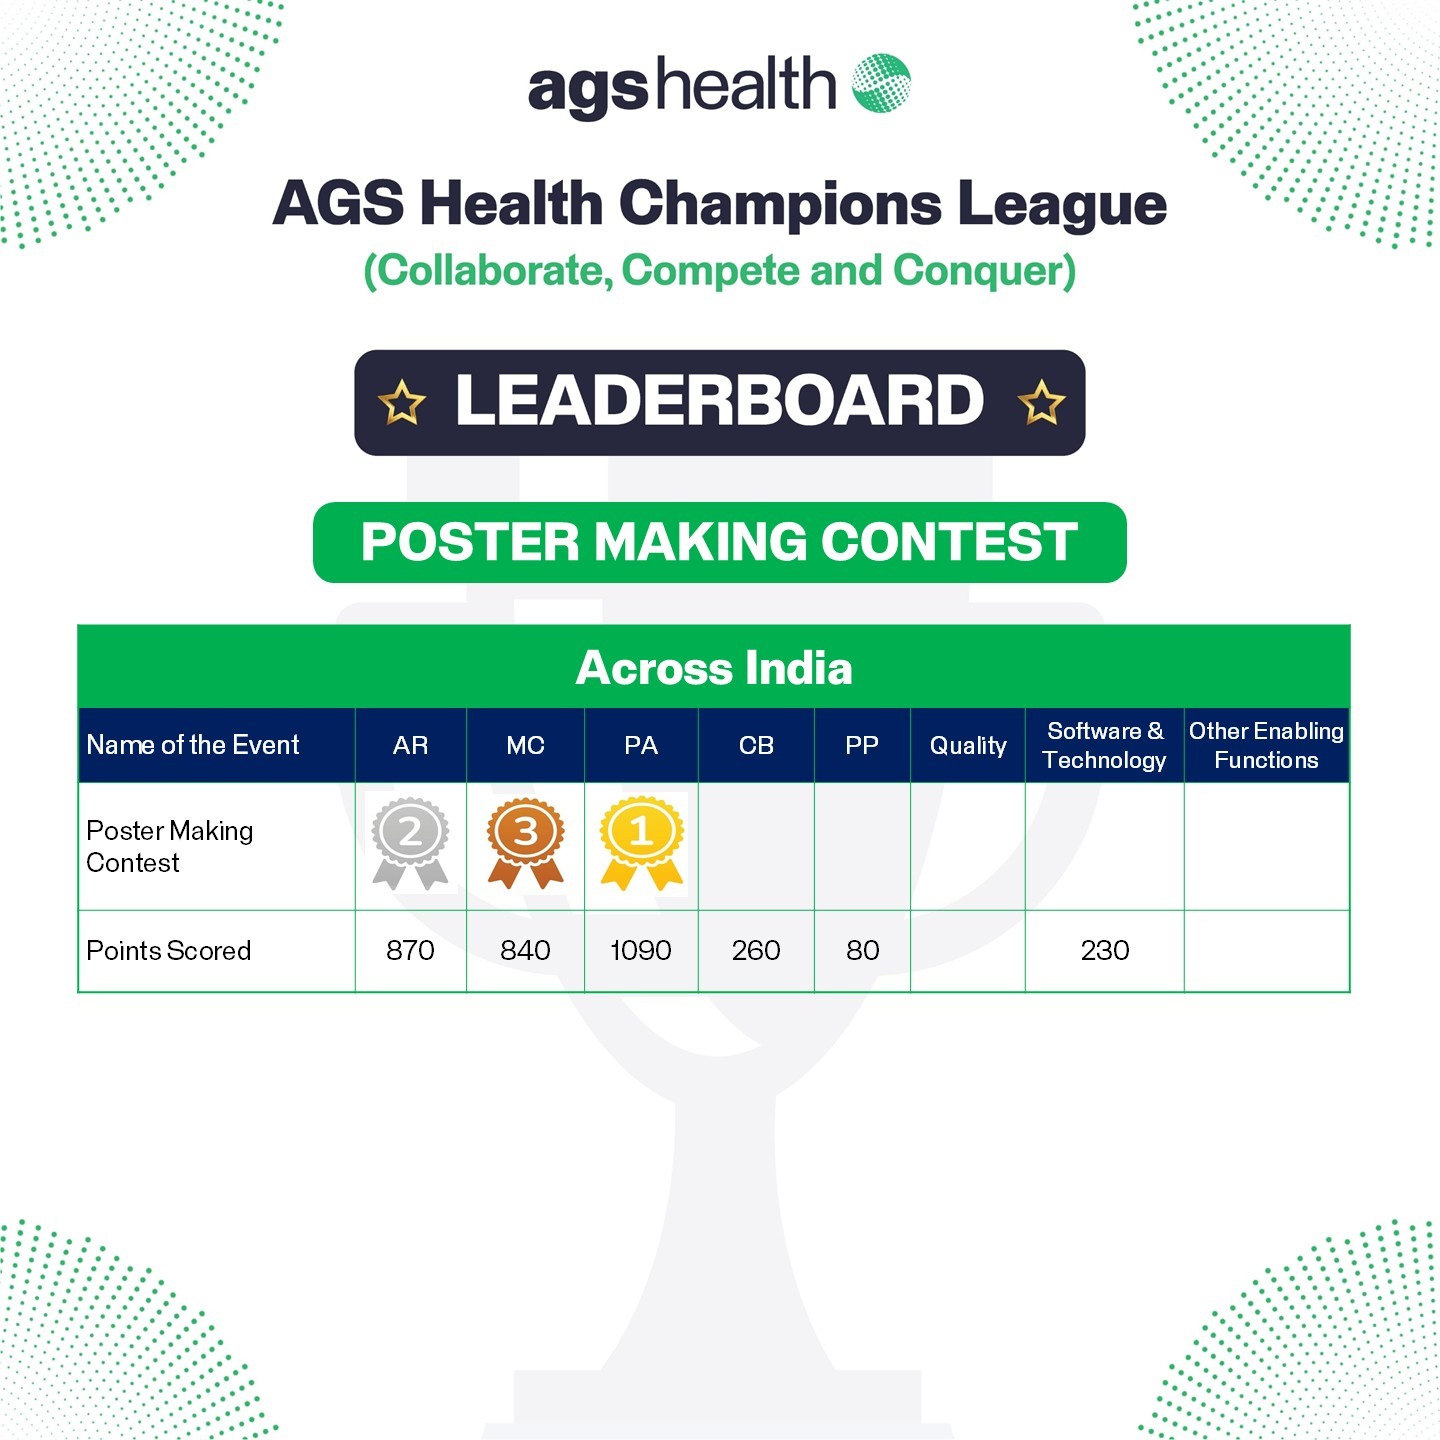 agshealth
AGS Health Champions League
(Collaborate, Compete and Conquer)
LEADERBOARD
POSTER MAKING CONTEST
Across India
Name of the Event AR MC PA CB PP Quality Software & Technology Other Enabling Functions
Poster Making Contest 2 3 1
Points Scored 870 840 1090 260 80 230